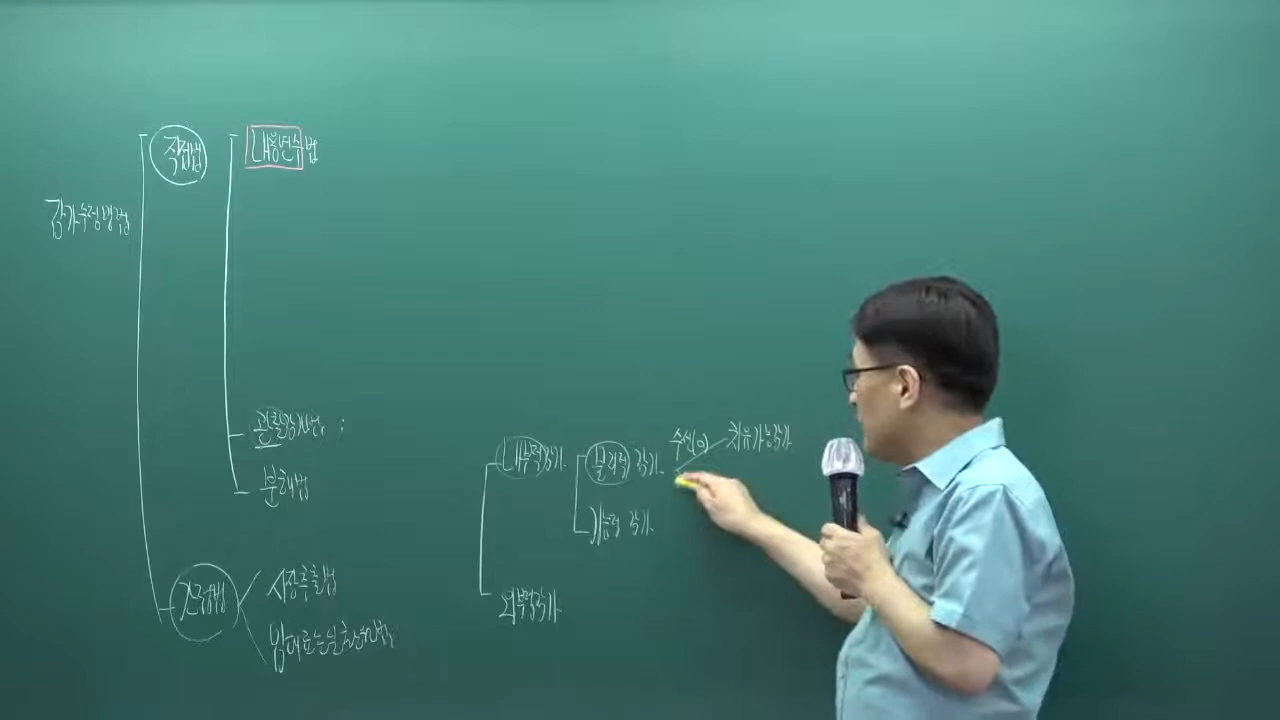 직접법
내용년수법
감가수정방법
관찰감가법 :
분해법
내부적감가
물리적 감가
수선이
치유가능감가
기능적 감가
간접법
시장추출법
임대료손실환원법
외부적감가